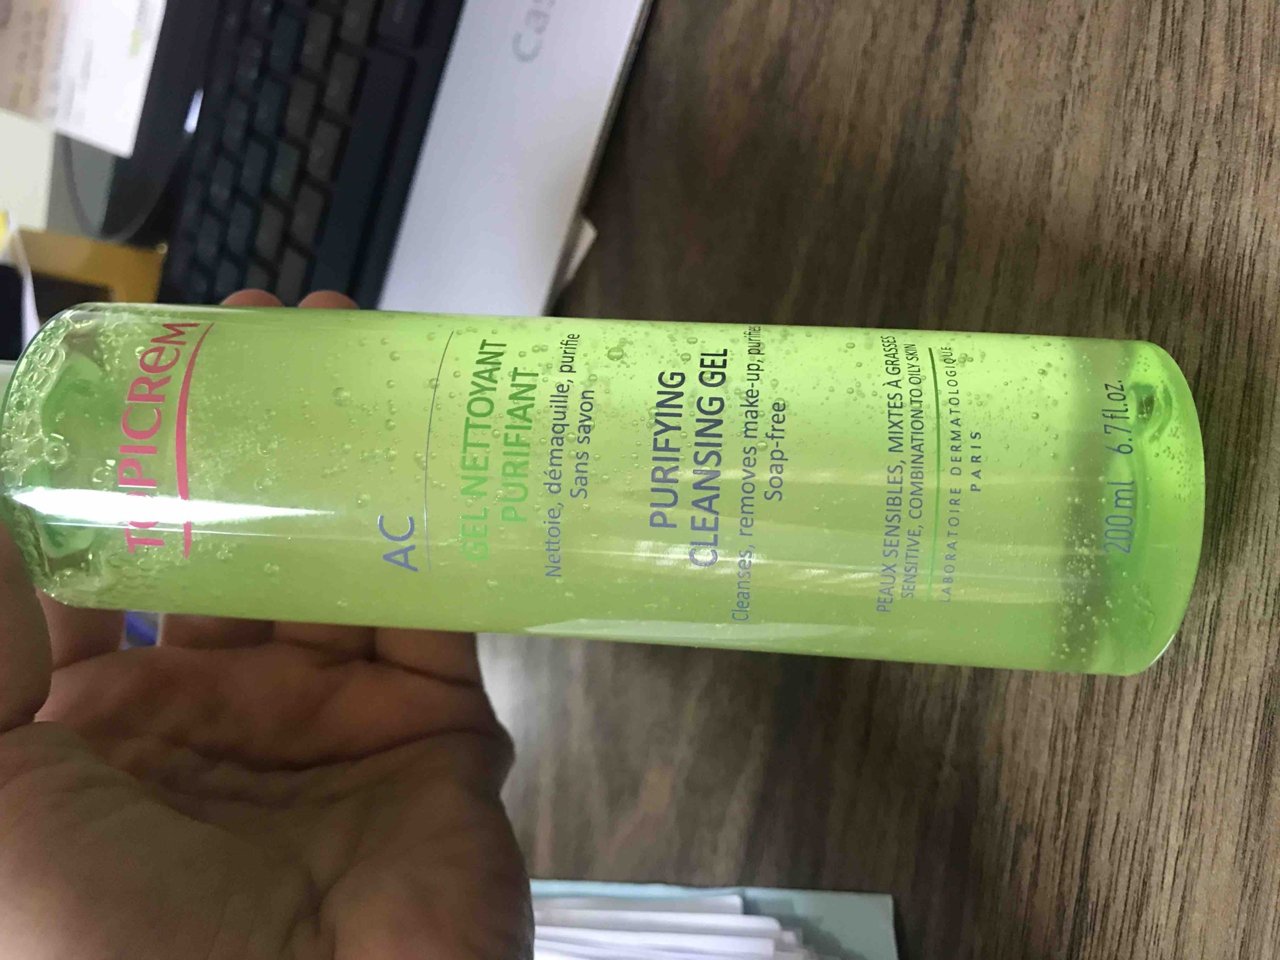 TOPICREM
AC
GEL NETTOYANT
PURIFIANT
Nettoie, démaquille, purifie
Sans savon
PURIFYING
CLEANSING GEL
Cleanses, removes make-up, purifies
Soap-free
PEAUX SENSIBLES, MIXTES À GRASSES
SENSITIVE, COMBINATION TO OILY SKIN
LABORATOIRE DERMATOLOGIQUE
PARIS
200 ml 6.7 fl.oz.